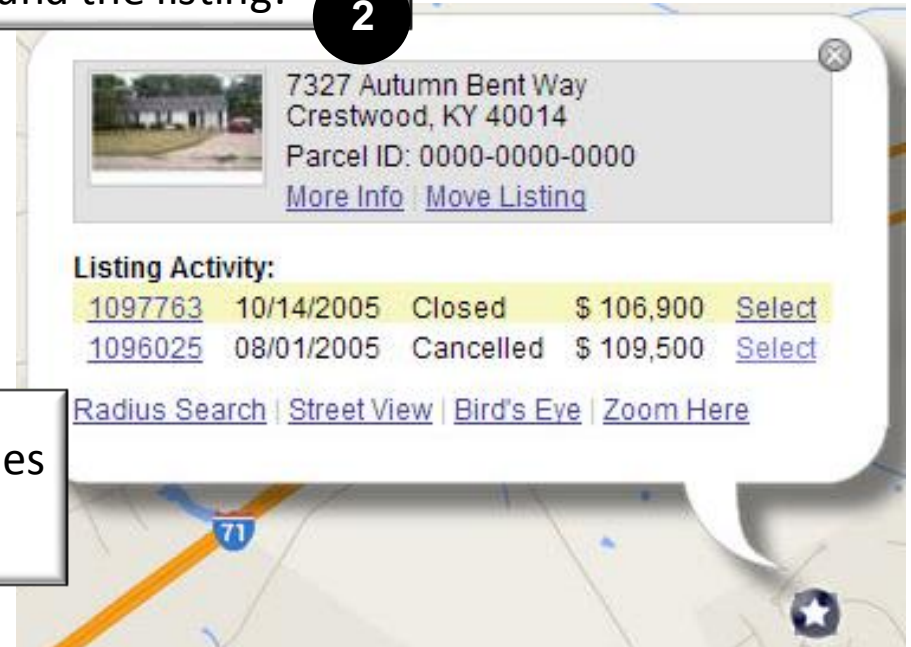 and the listing?
2
7327 Autumn Bent Way
Crestwood, KY 40014
Parcel ID: 0000-0000-0000
More Info | Move Listing
Listing Activity:
1097763 10/14/2005 Closed $ 106,900 Select
1096025 08/01/2005 Cancelled $ 109,500 Select
Radius Search | Street View | Bird's Eye | Zoom Here
es
71